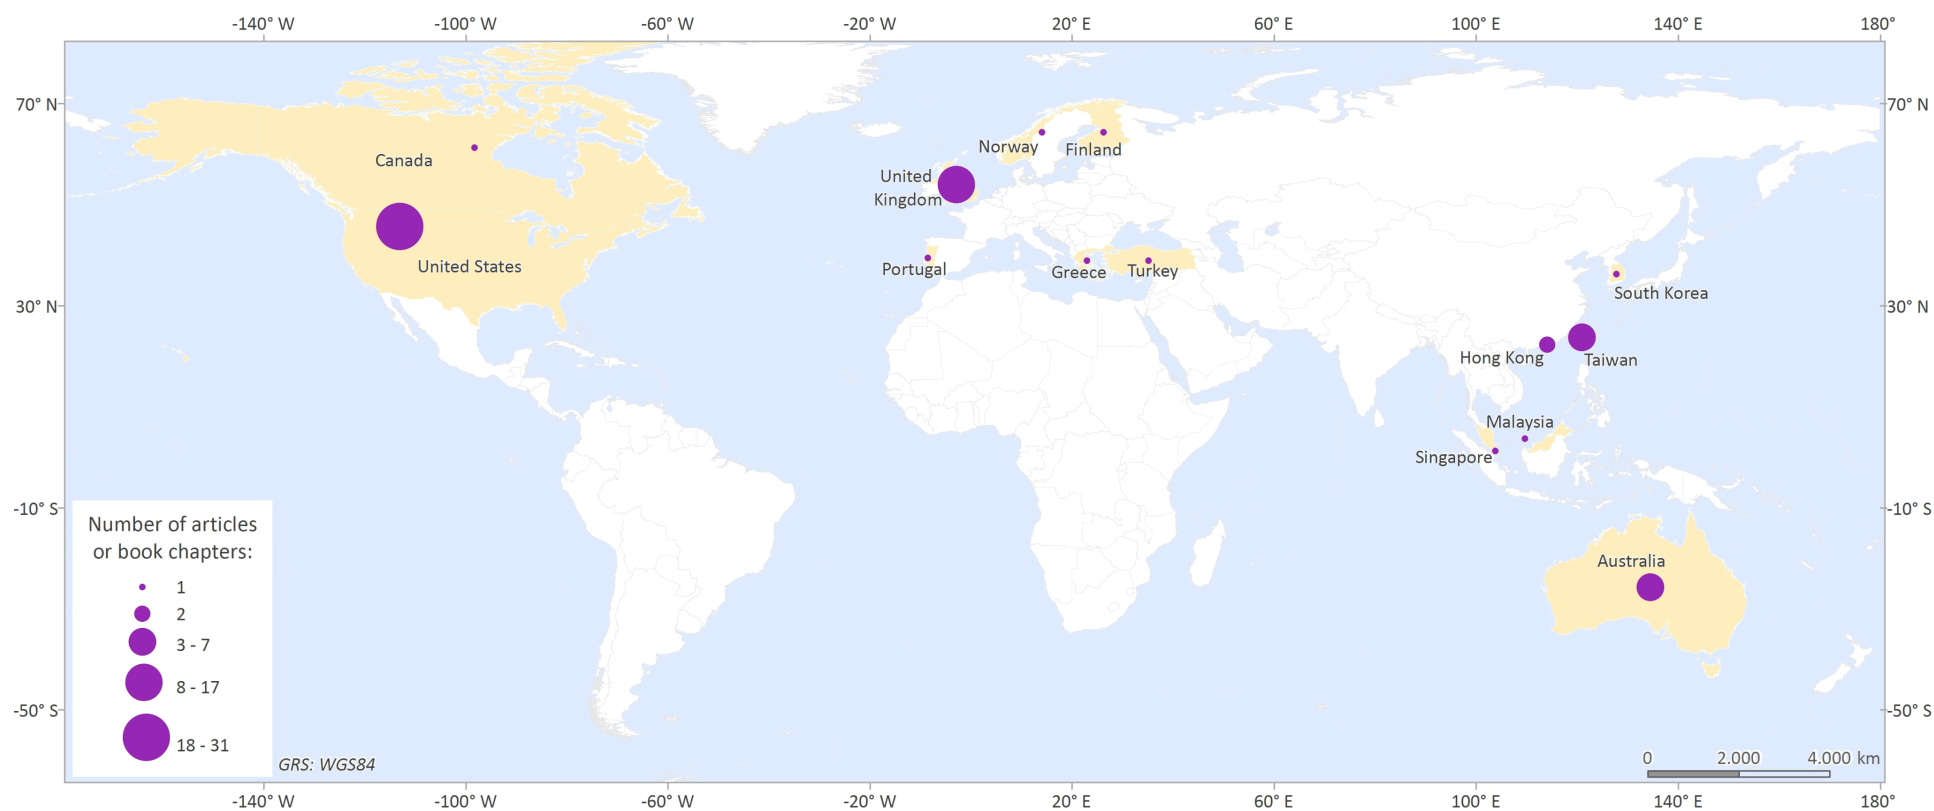 -140° W
-100° W
-60° W
-20° W
20° E
60° E
100° E
140° E
180°
70° N
70° N
Norway
Finland
Canada
United
Kingdom
United States
Portugal
Greece
Turkey
South Korea
30° N
30° N
Hong Kong
Taiwan
Malaysia
Singapore
-10° S
-10° S
Australia
Number of articles
or book chapters:
1
2
3 - 7
8 - 17
18 - 31
-50° S
-50° S
GRS: WGS84
0 2.000 4.000 km
-140° W
-100° W
-60° W
-20° W
20° E
60° E
100° E
140° E
180°